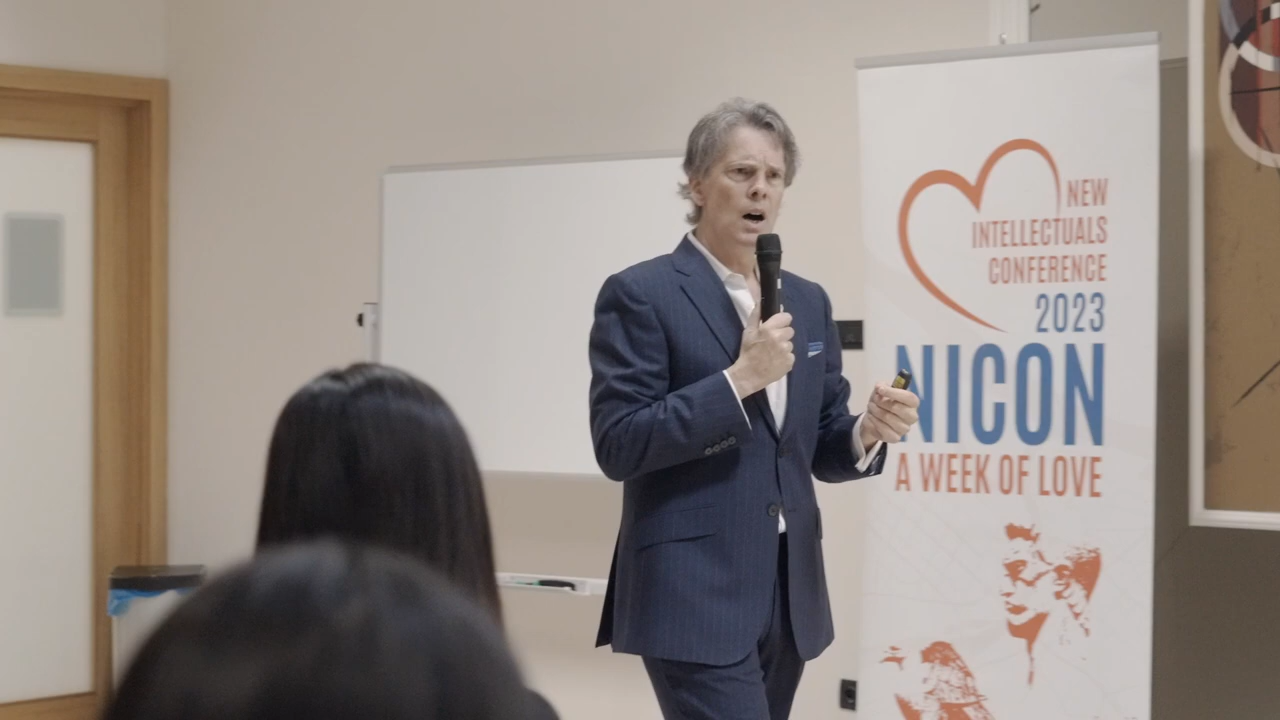 NEW
INTELLECTUALS
CONFERENCE
2023
NICON
A WEEK OF LOVE